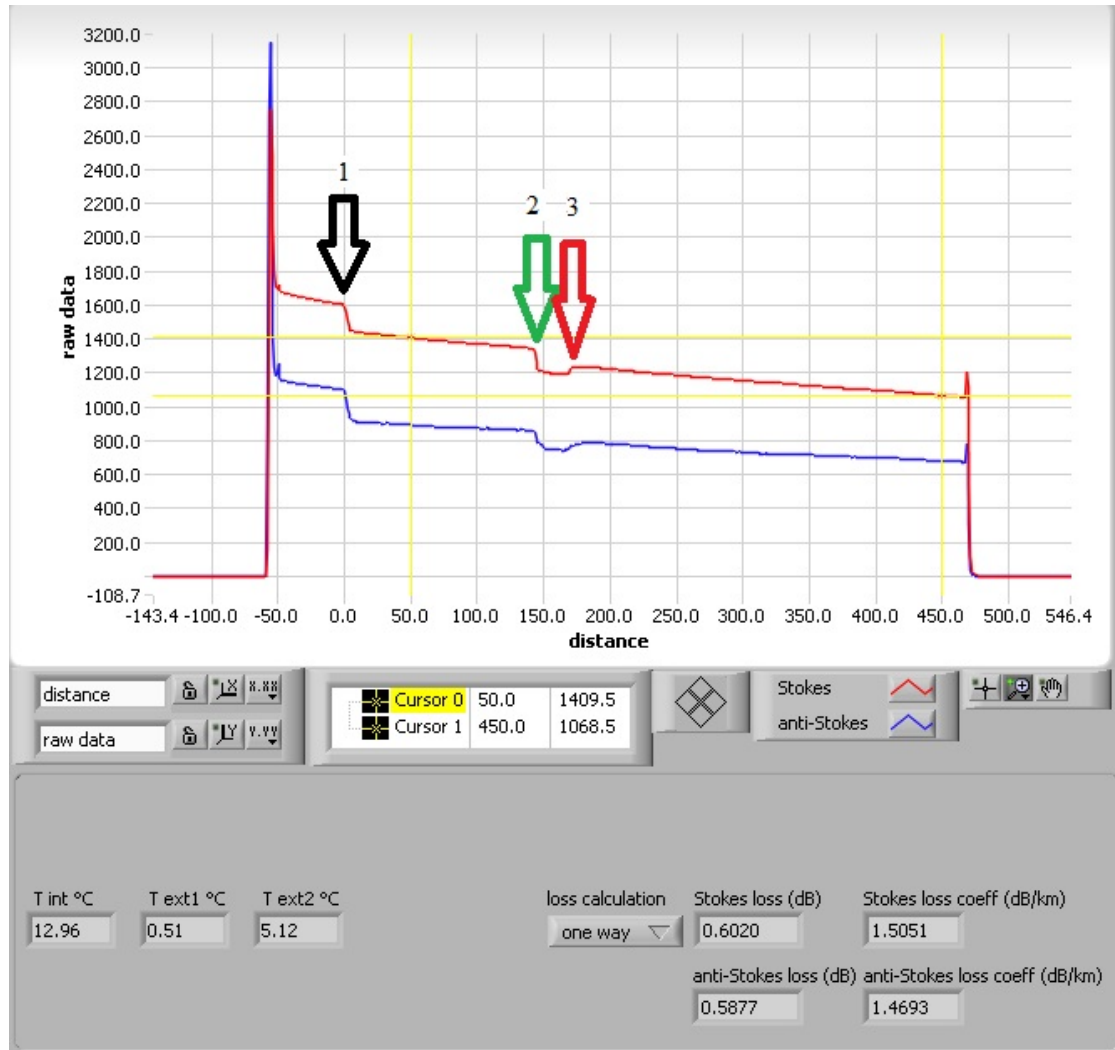 3200.0
3000.0
2800.0
2600.0
2400.0
2200.0
2000.0
1800.0
1600.0
1400.0
1200.0
1000.0
800.0
600.0
400.0
200.0
-108.7
raw data
1
2 3
-143.4 -100.0 -50.0 0.0 50.0 100.0 150.0 200.0 250.0 300.0 350.0 400.0 450.0 500.0 546.4
distance
distance X X.XX
raw data Y Y.YY
Cursor 0 50.0 1409.5
Cursor 1 450.0 1068.5
Stokes
anti-Stokes
T int °C T ext1 °C T ext2 °C loss calculation Stokes loss (dB) Stokes loss coeff (dB/km)
12.96 0.51 5.12 one way 0.6020 1.5051
anti-Stokes loss (dB) anti-Stokes loss coeff (dB/km)
0.5877 1.4693